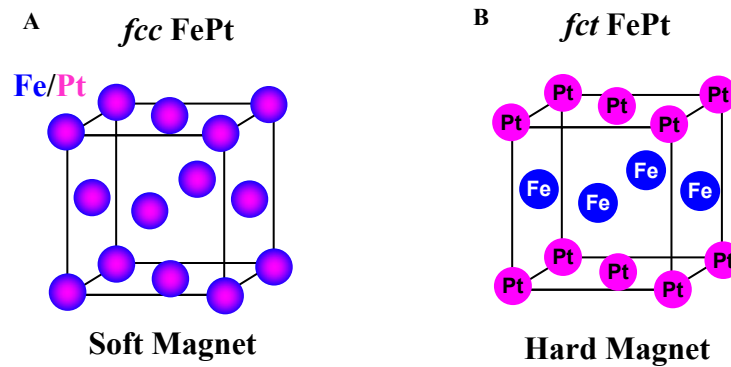 A
fcc FePt
Fe/Pt
Soft Magnet
B
fct FePt
Pt
Pt
Pt
Pt
Pt
Fe
Fe
Fe
Fe
Pt
Pt
Pt
Pt
Pt
Hard Magnet